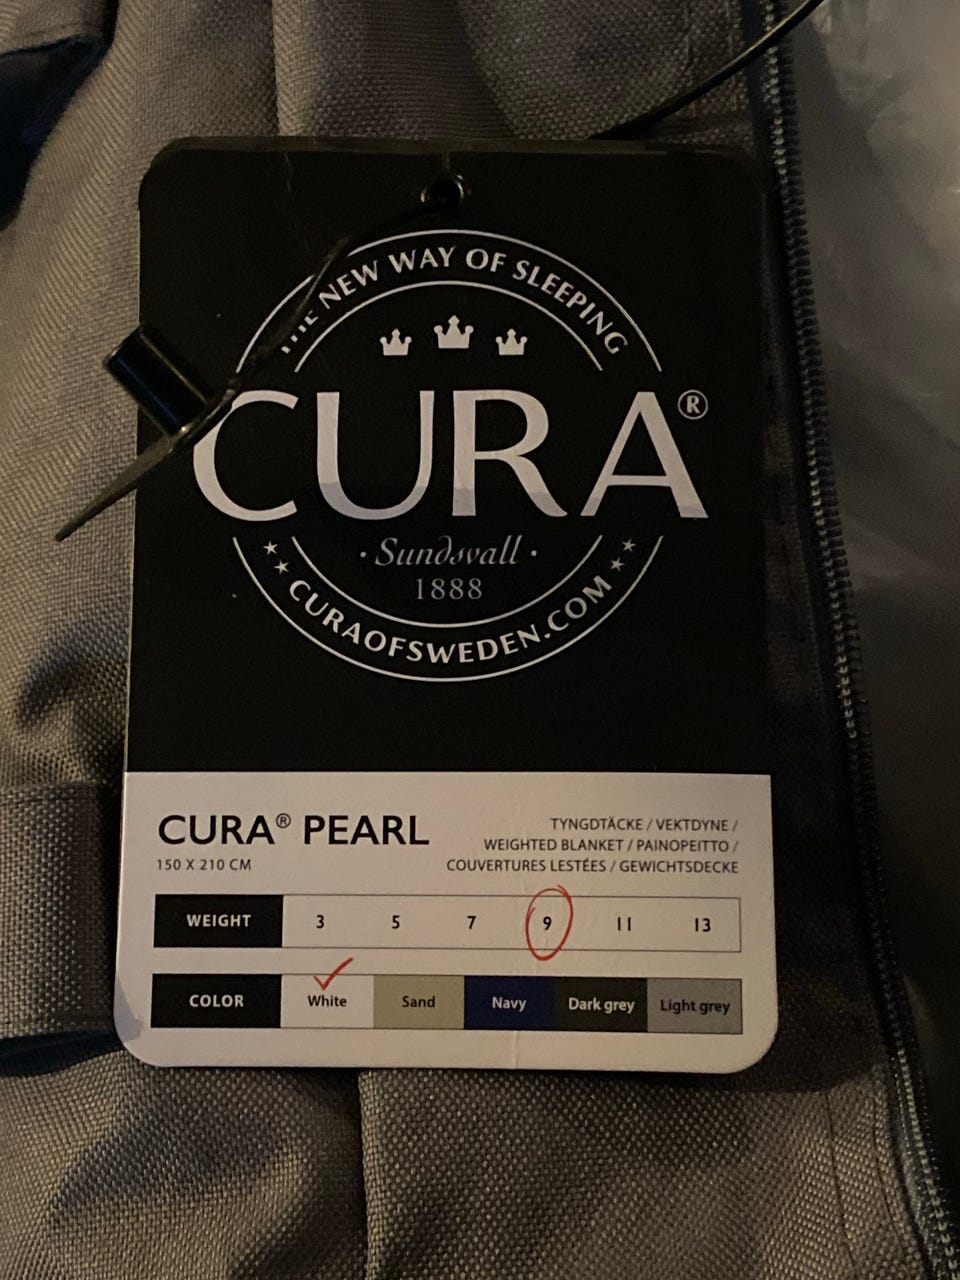 THE NEW WAY OF SLEEPING
CURA®
· Sundsvall ·
1888
CURAOFSWEDEN.COM
CURA® PEARL
150 X 210 CM
TYNGDTÄCKE / VEKTDYNE /
WEIGHTED BLANKET / PAINOPEITTO /
COUVERTURES LESTÉES / GEWICHTSDECKE
WEIGHT 3 5 7 9 11 13
COLOR White Sand Navy Dark grey Light grey